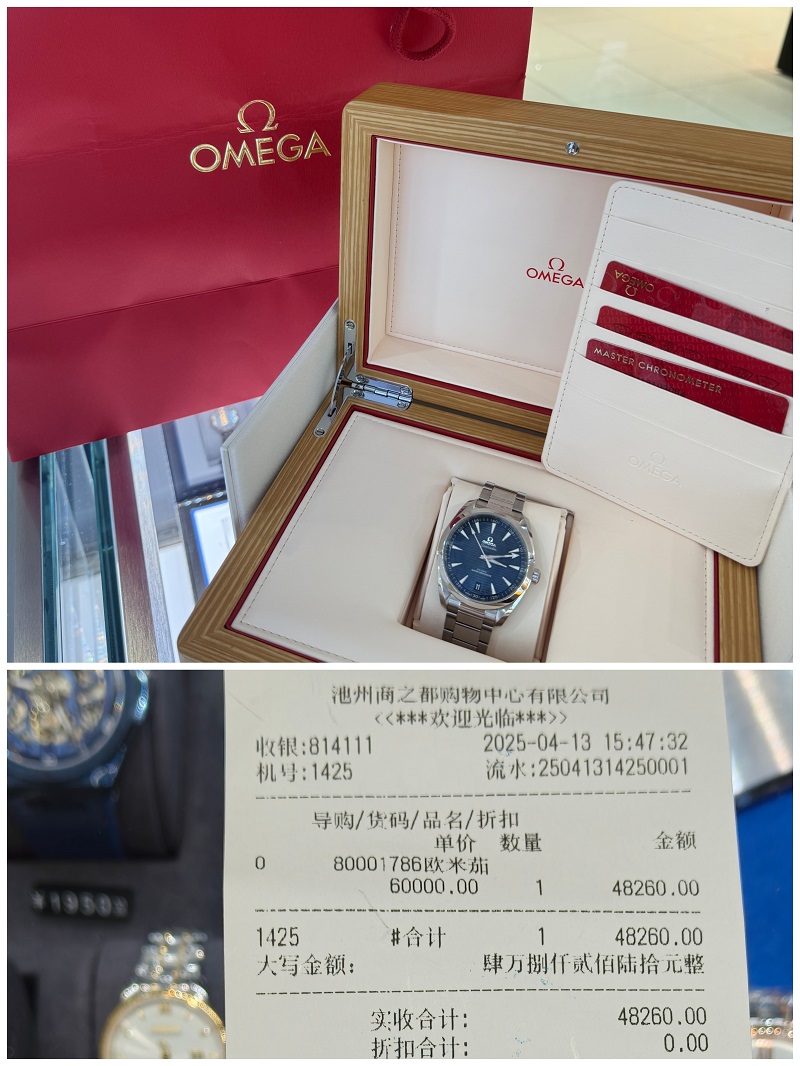 Ω
OMEGA
Ω
OMEGA
OMEGA
Ω
MASTER CHRONOMETER
Ω
OMEGA
Ω
OMEGA
池州商之都购物中心有限公司
<<***欢迎光临***>>
收银:814111 2025-04-13 15:47:32
机号:1425 流水:25041314250001
导购/货码/品名/折扣
单价 数量 金额
0 80001786欧米茄
60000.00 1 48260.00
1425 #合计 1 48260.00
大写金额: 肆万捌仟贰佰陆拾元整
实收合计: 48260.00
折扣合计: 0.00